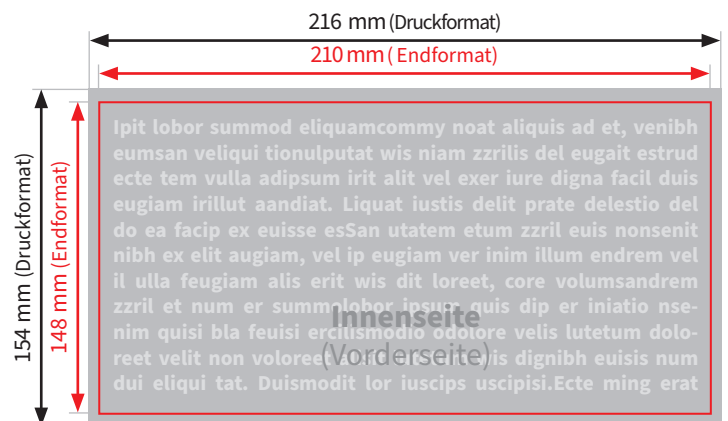 216 mm (Druckformat)
210 mm ( Endformat)
154 mm (Druckformat)
148 mm (Endformat)
Ipit lobor summod eliquamcommy noat aliquis ad et, venibh
eumsan veliqui tionulputat wis niam zzrilis del eugait estrud
ecte tem vulla adipsum irit alit vel exer iure digna facil duis
eugiam irillut aandiat. Liquat iustis delit prate delestio del
do ea facip ex euisse esSan utatem etum zzril euis nonsenit
nibh ex elit augiam, vel ip eugiam ver inim illum endrem vel
il ulla feugiam alis erit wis dit loreet, core volumsandrem
zzril et num er summolobor ipsum quis dip er iniatio nse-
Innenseite
nim quisi bla feuisi erciismodio odolore velis lutetum dolo-
(Vorderseite)
reet velit non voloree dignibh euisis num
dui eliqui tat. Duismodit lor iuscips uscipisi.Ecte ming erat